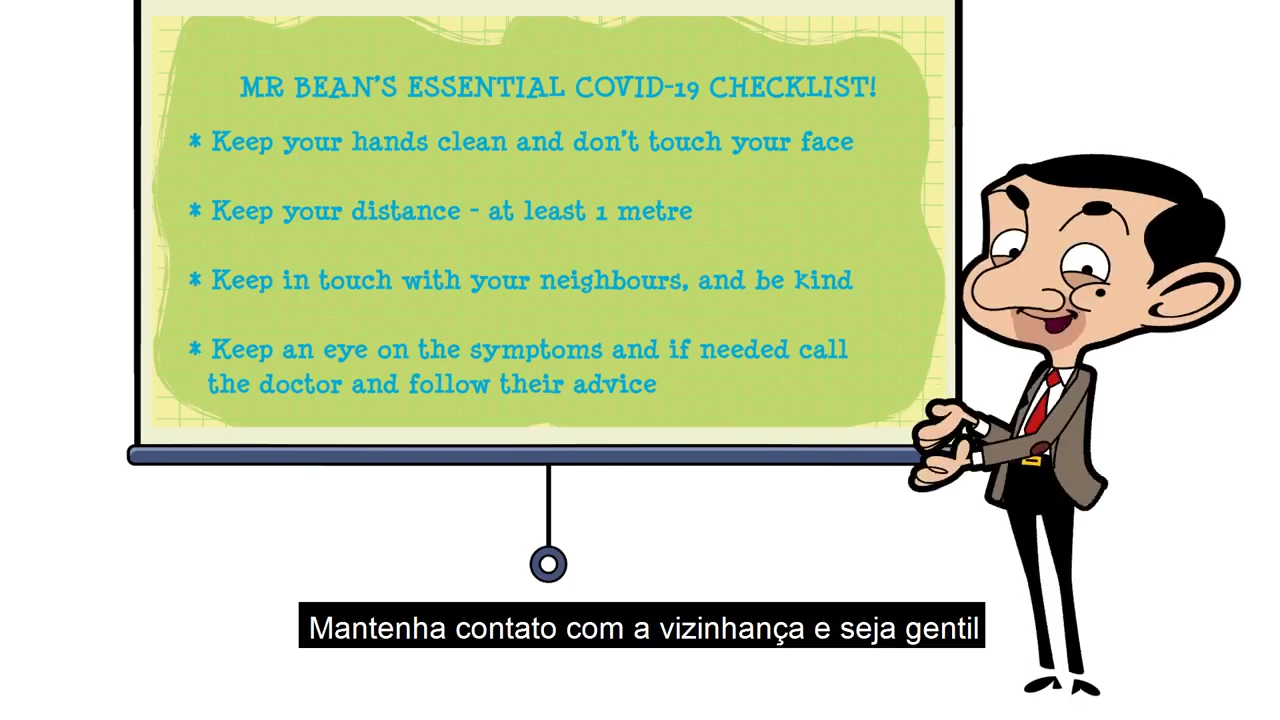 MR BEAN'S ESSENTIAL COVID-19 CHECKLIST!
* Keep your hands clean and don't touch your face
* Keep your distance - at least 1 metre
* Keep in touch with your neighbours, and be kind
* Keep an eye on the symptoms and if needed call
the doctor and follow their advice
Mantenha contato com a vizinhança e seja gentil